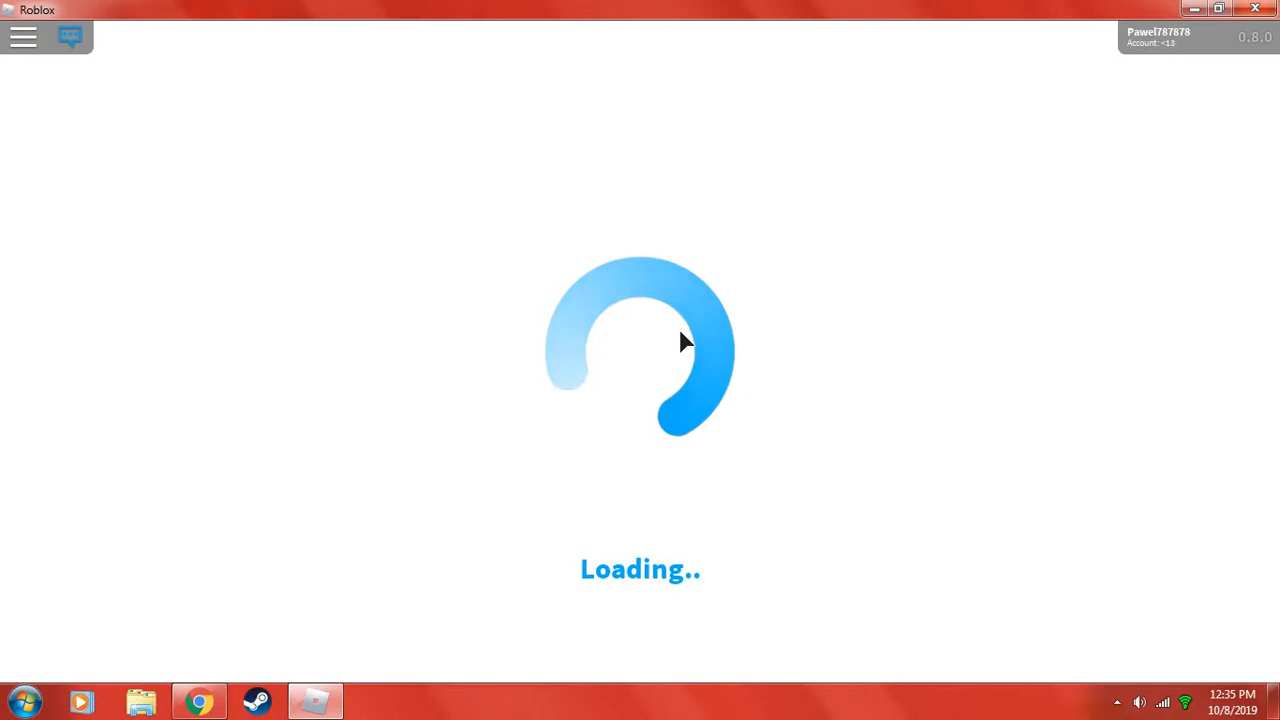 Roblox
Pawel787878
Account: <13
0.8.0
Loading..
12:35 PM
10/8/2019